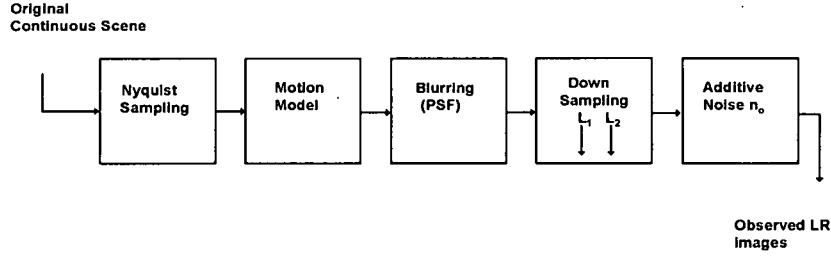 Original
Continuous Scene
Nyquist
Sampling
Motion
Model
Blurring
(PSF)
Down
Sampling
L₁ L₂
Additive
Noise nₒ
Observed LR
images